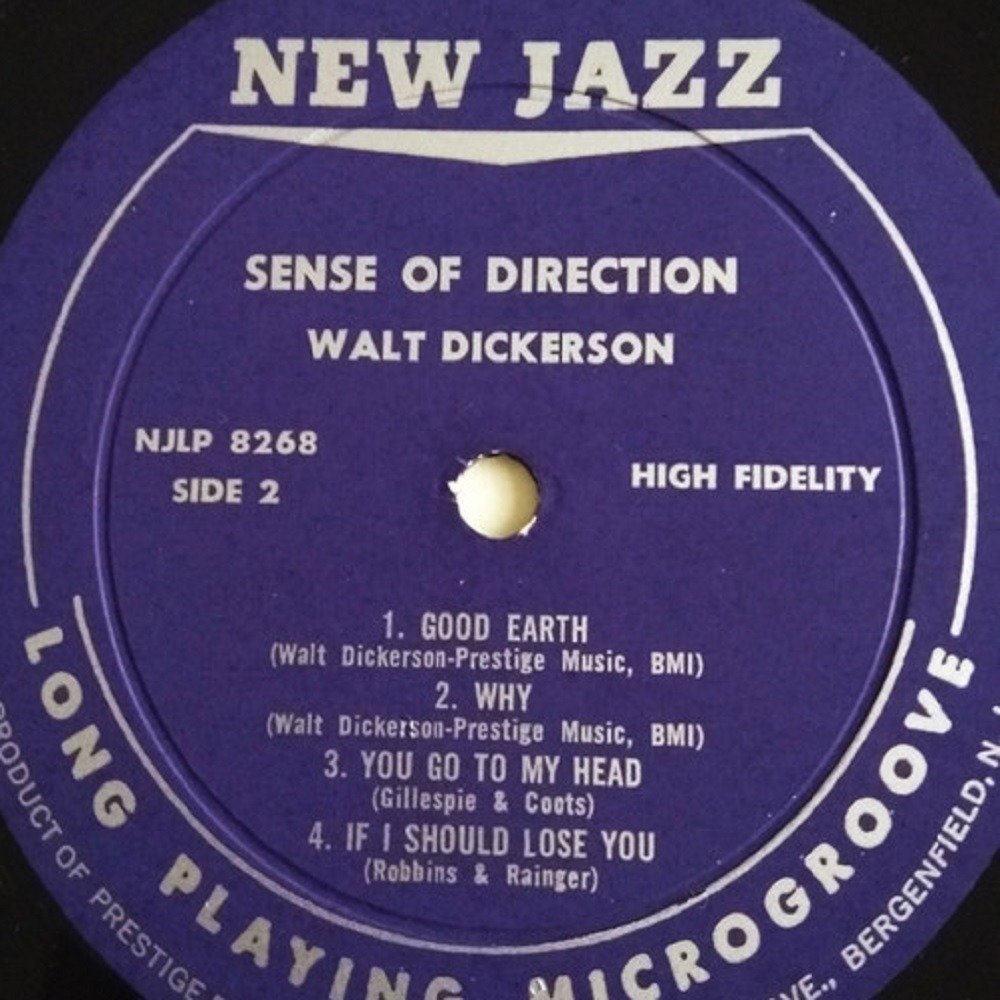 NEW JAZZ
SENSE OF DIRECTION
WALT DICKERSON
NJLP 8268
SIDE 2
HIGH FIDELITY
1. GOOD EARTH
(Walt Dickerson-Prestige Music, BMI)
2. WHY
(Walt Dickerson-Prestige Music, BMI)
3. YOU GO TO MY HEAD
(Gillespie & Coots)
4. IF I SHOULD LOSE YOU
(Robbins & Rainger)
LONG PLAYING MICROGROOVE
PRODUCT OF PRESTIGE
AVE., BERGENFIELD, N.